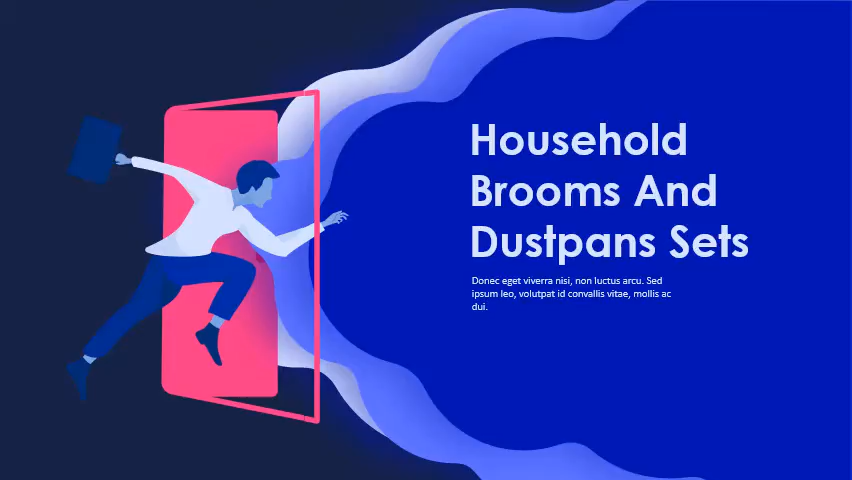 Household
Brooms And
Dustpans Sets
Donec eget viverra nisi, non luctus arcu. Sed
ipsum leo, volutpat id convallis vitae, mollis ac
dui.